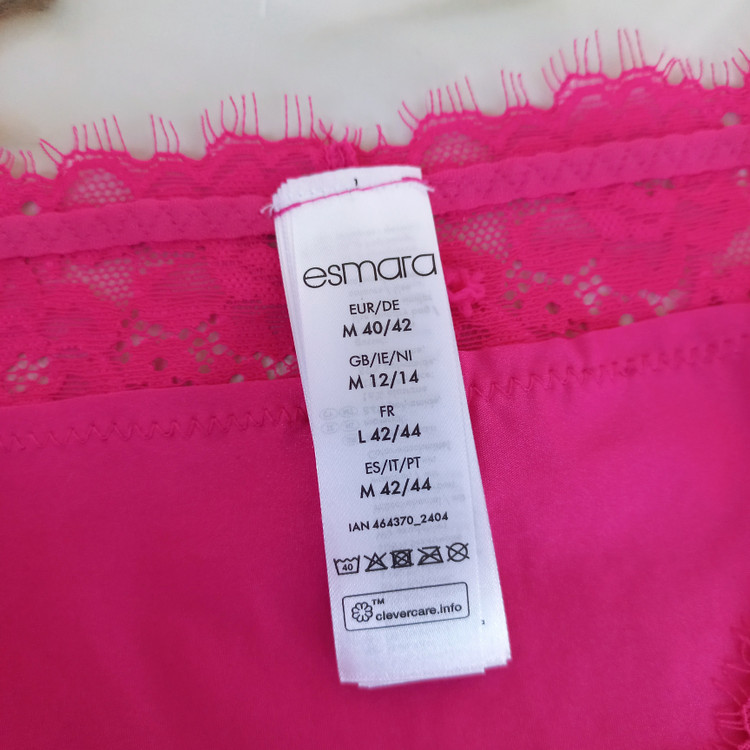 esmara
EUR/DE
M 40/42
GB/IE/NI
M 12/14
FR
L 42/44
ES/IT/PT
M 42/44
IAN 464370_2404
40
TM
clevercare.info